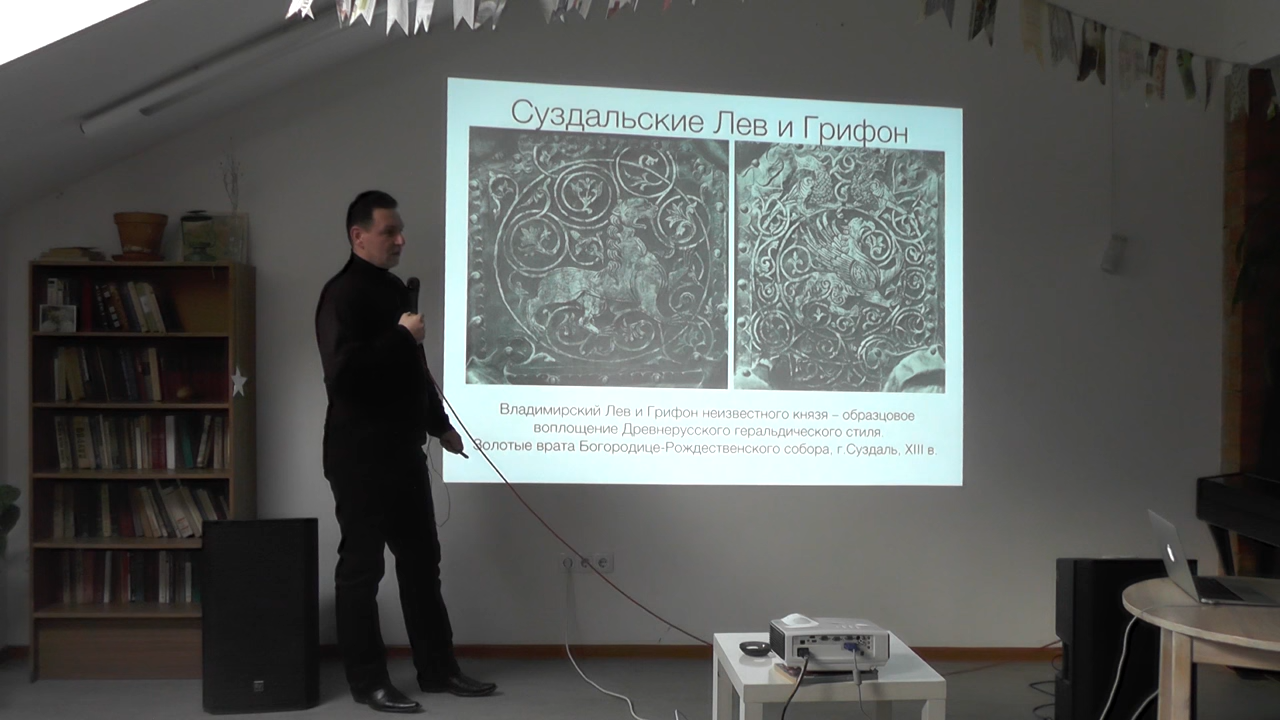 Суздальские Лев и Грифон
Владимирский Лев и Грифон неизвестного князя – образцовое
воплощение Древнерусского геральдического стиля.
Золотые врата Богородице-Рождественского собора, г.Суздаль, XIII в.